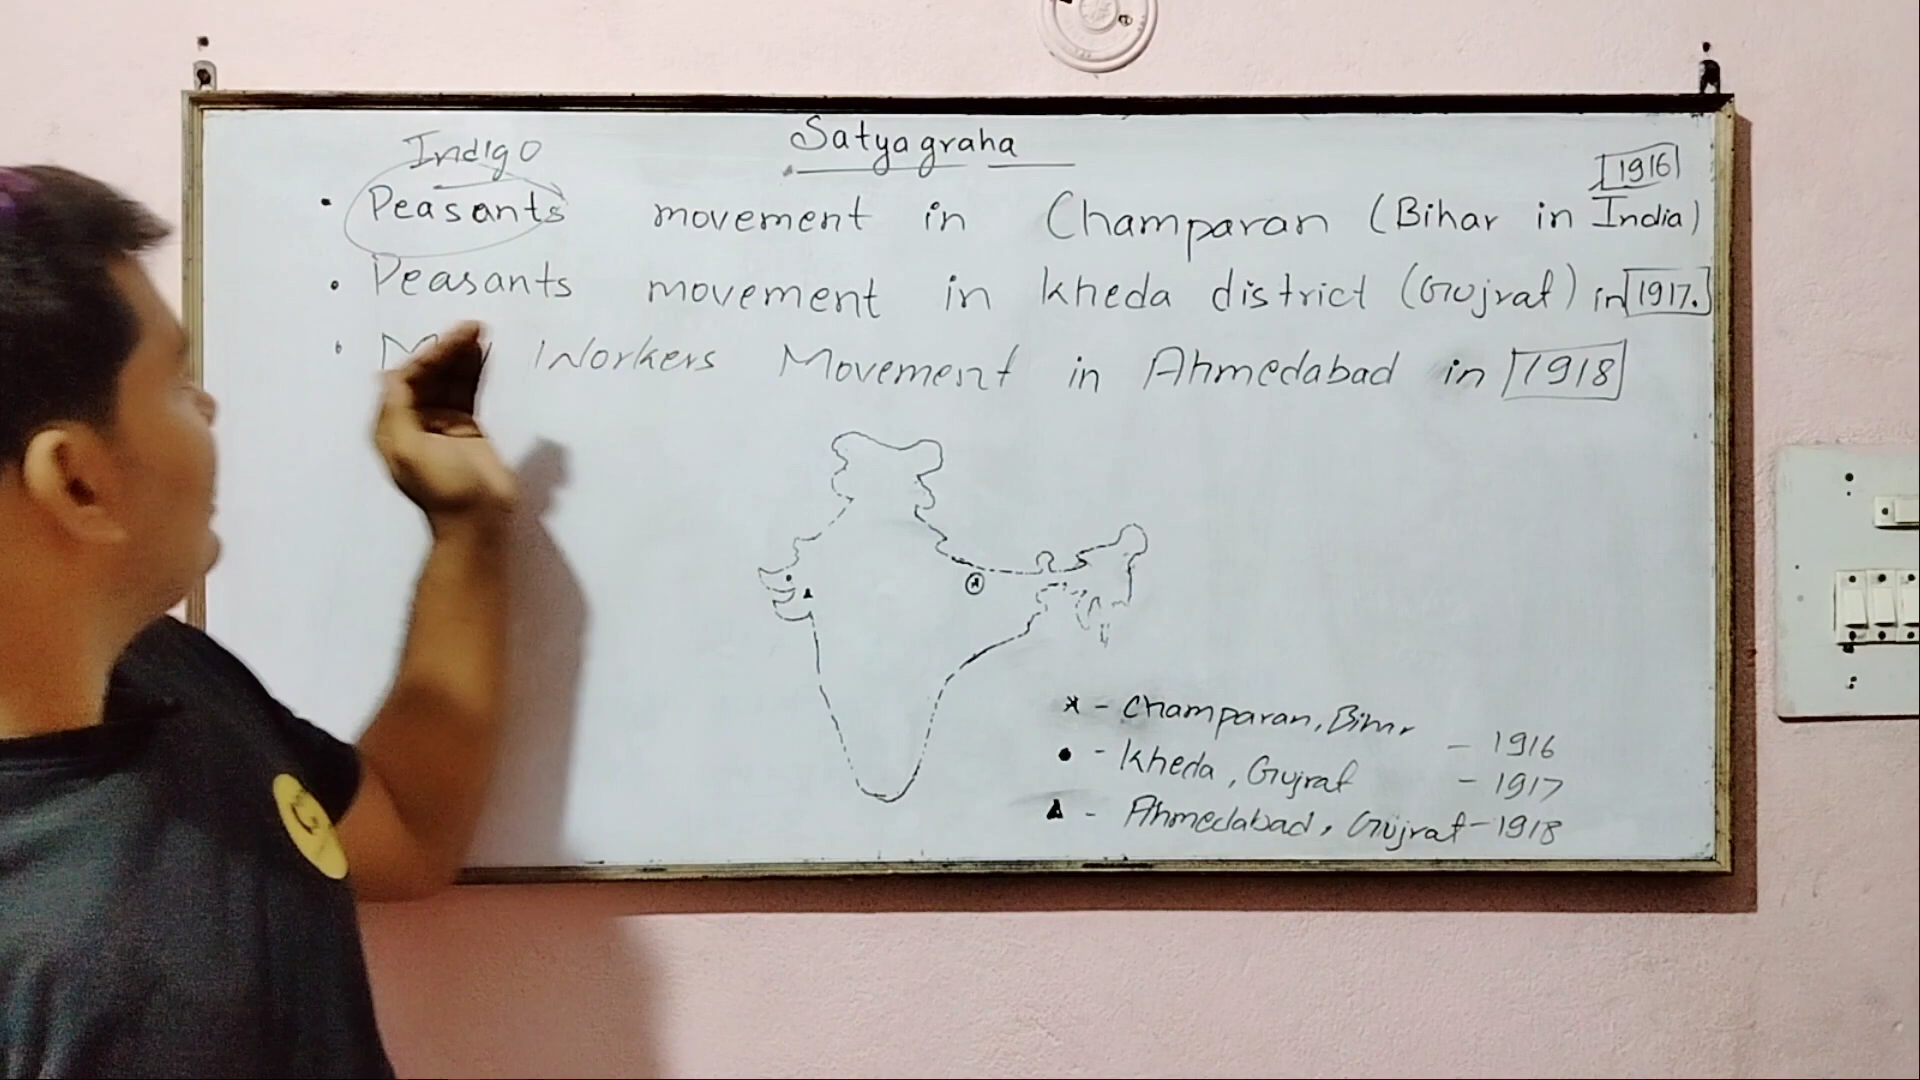 Satyagraha
Indigo
1916
• Peasants movement in Champaran (Bihar in India)
• Peasants movement in Kheda district (Gujrat) in 1917.
• Workers Movement in Ahmedabad in 1918
* - Champaran, Bihar - 1916
• - Kheda, Gujrat - 1917
▲ - Ahmedabad, Gujrat - 1918